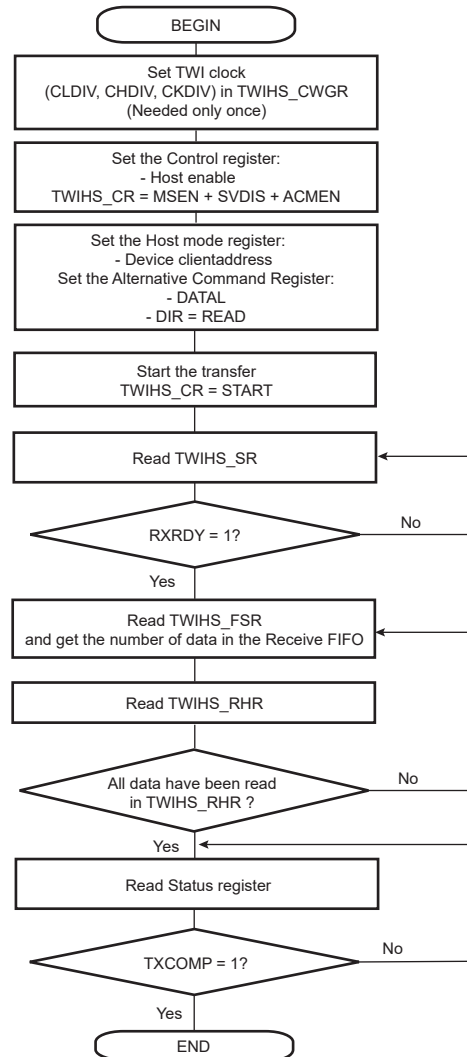 BEGIN
Set TWI clock
(CLDIV, CHDIV, CKDIV) in TWIHS_CWGR
(Needed only once)
Set the Control register:
- Host enable
TWIHS_CR = MSEN + SVDIS + ACMEN
Set the Host mode register:
- Device clientaddress
Set the Alternative Command Register:
- DATAL
- DIR = READ
Start the transfer
TWIHS_CR = START
Read TWIHS_SR
RXRDY = 1?
No
Yes
Read TWIHS_FSR
and get the number of data in the Receive FIFO
Read TWIHS_RHR
All data have been read
in TWIHS_RHR ?
No
Yes
Read Status register
TXCOMP = 1?
No
Yes
END